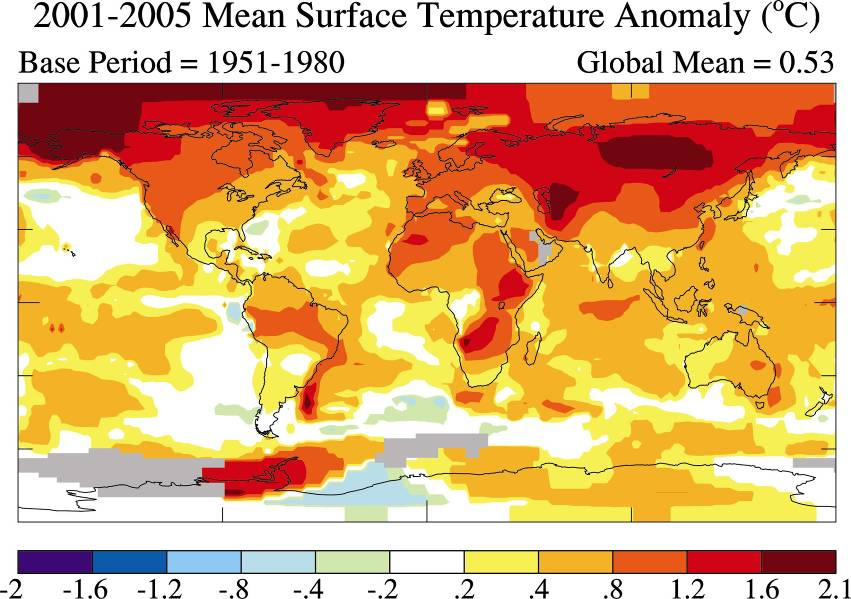 2001-2005 Mean Surface Temperature Anomaly (°C)
Base Period = 1951-1980 Global Mean = 0.53
-2 -1.6 -1.2 -.8 -.4 -.2 .2 .4 .8 1.2 1.6 2.1